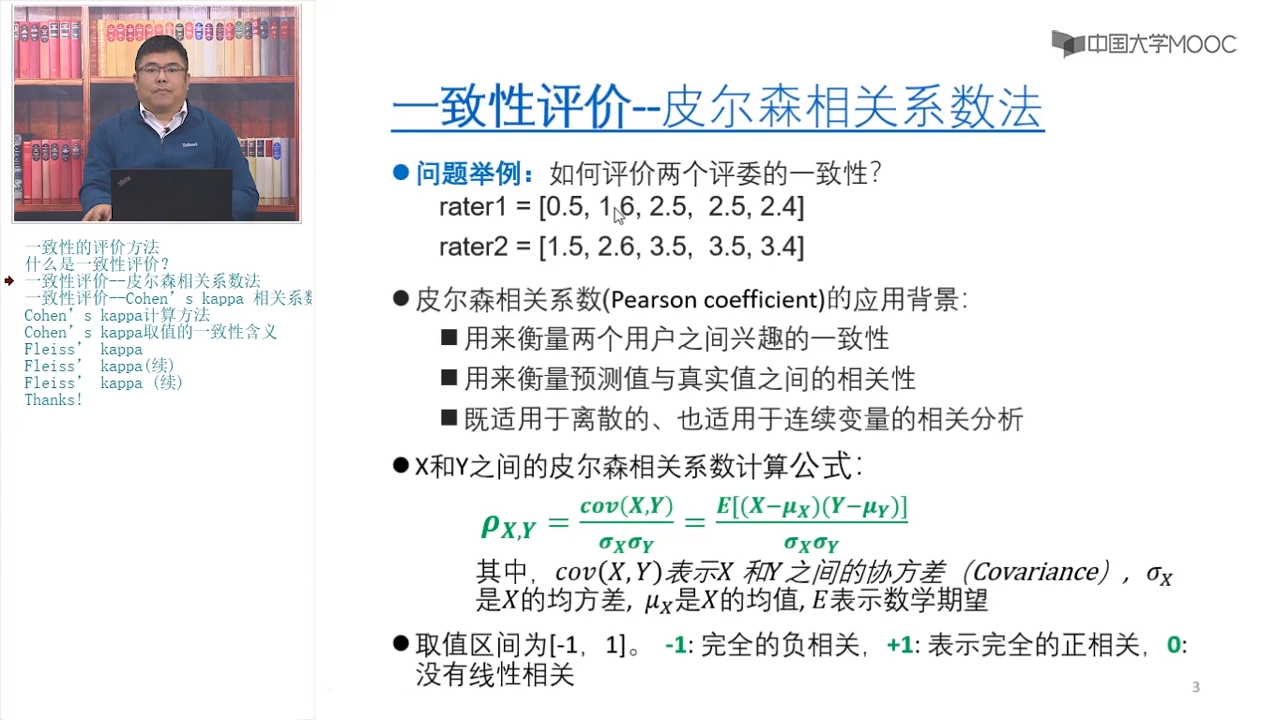 中国大学MOOC
一致性评价--皮尔森相关系数法
问题举例：如何评价两个评委的一致性？
rater1 = [0.5, 1.6, 2.5, 2.5, 2.4]
rater2 = [1.5, 2.6, 3.5, 3.5, 3.4]
皮尔森相关系数(Pearson coefficient)的应用背景：
用来衡量两个用户之间兴趣的一致性
用来衡量预测值与真实值之间的相关性
既适用于离散的、也适用于连续变量的相关分析
X和Y之间的皮尔森相关系数计算公式：
ρX,Y = cov(X,Y)/σXσY = E[(X−μX)(Y−μY)]/σXσY
其中，cov(X,Y)表示X 和Y 之间的协方差（Covariance）, σX
是X的均方差, μX是X的均值, E表示数学期望
取值区间为[-1, 1]。 -1: 完全的负相关，+1: 表示完全的正相关，0:
没有线性相关
3
一致性的评价方法
什么是一致性评价？
一致性评价--皮尔森相关系数法
一致性评价--Cohen’s kappa 相关系数
Cohen’s kappa计算方法
Cohen’s kappa取值的一致性含义
Fleiss’ kappa
Fleiss’ kappa(续)
Fleiss’ kappa (续)
Thanks!